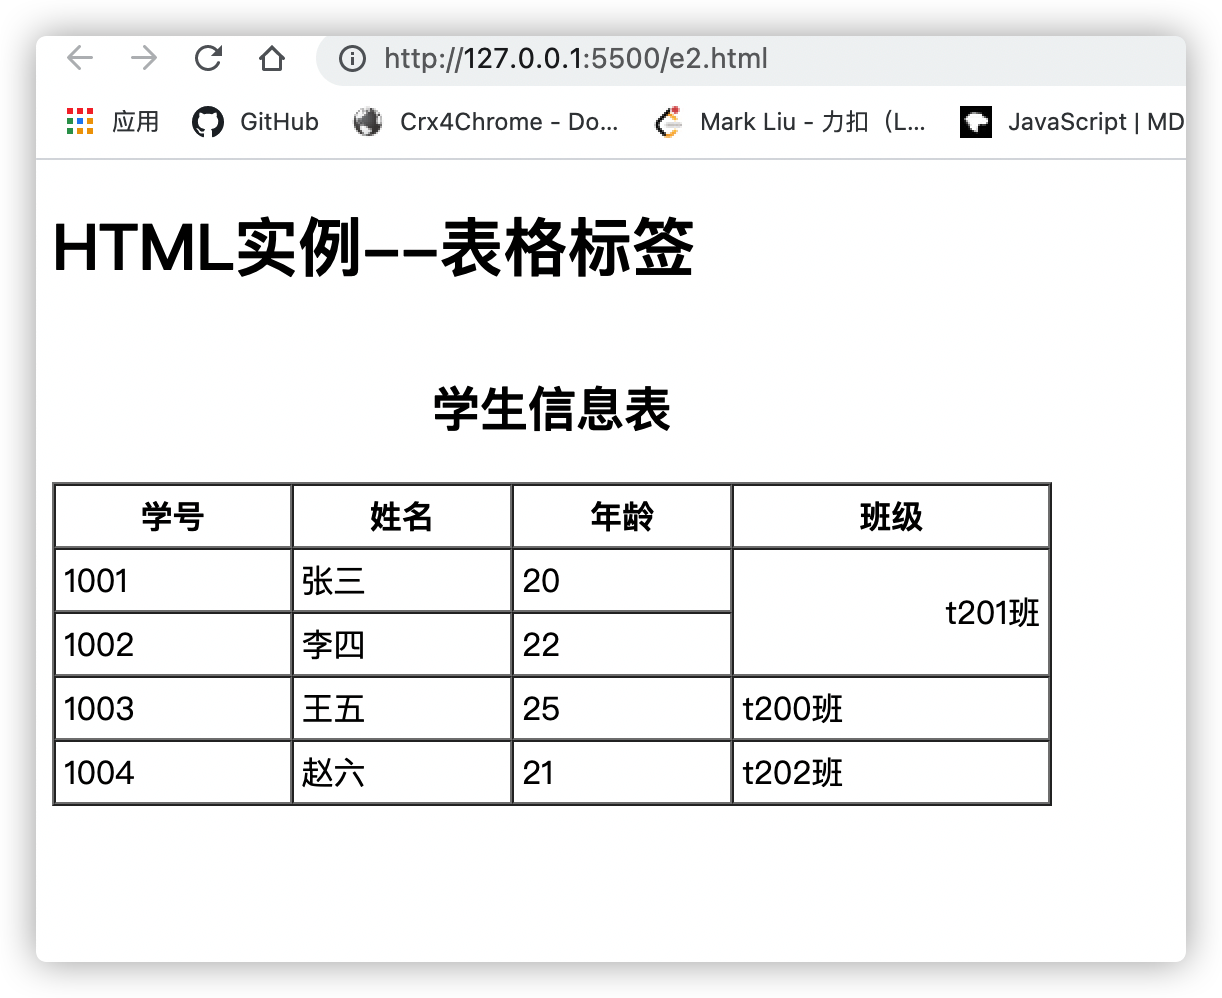 http://127.0.0.1:5500/e2.html
应用 GitHub Crx4Chrome - Do... Mark Liu - 力扣（L... JavaScript | MD
HTML实例--表格标签
学生信息表
学号 姓名 年龄 班级
1001 张三 20 t201班
1002 李四 22
1003 王五 25 t200班
1004 赵六 21 t202班